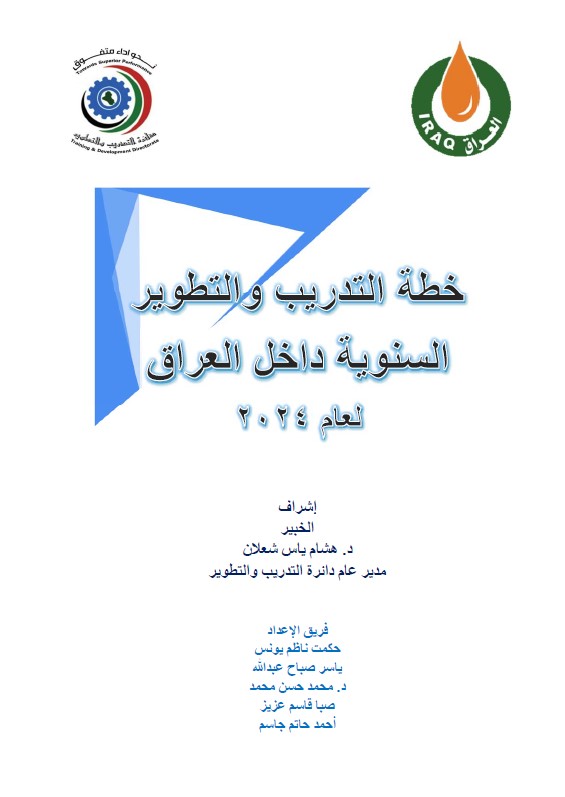 نحو اداء متفوق
Towards Superior Performance
دائرة التدريب والتطوير
Training & Development Directorate
IRAQ العراق
خطة التدريب والتطوير
السنوية داخل العراق
لعام ٢٠٢٤
إشراف
الخبير
د. هشام ياس شعلان
مدير عام دائرة التدريب والتطوير
فريق الإعداد
حكمت ناظم يونس
ياسر صباح عبدالله
د. محمد حسن محمد
صبا قاسم عزيز
أحمد حاتم جاسم